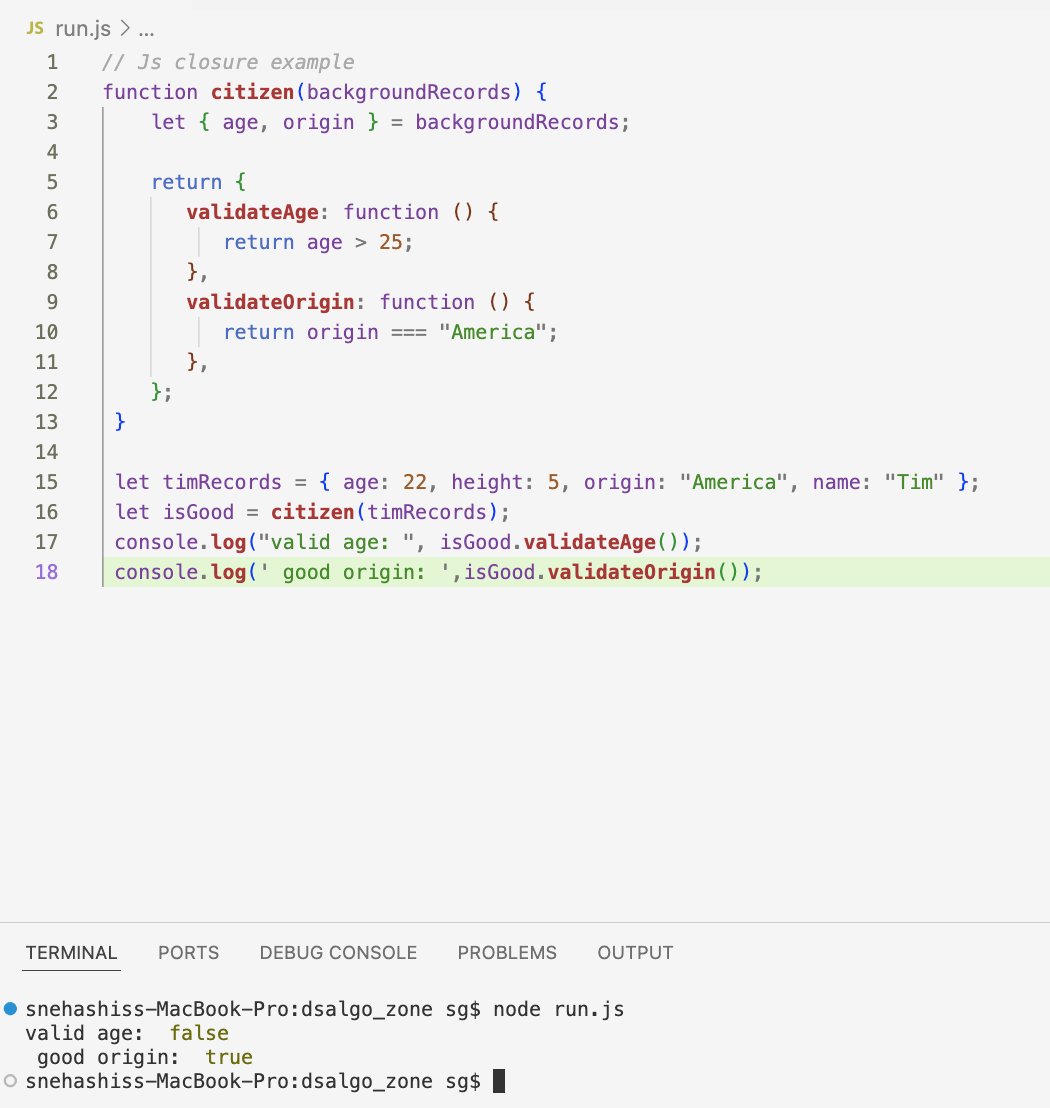 JS run.js > ...
1 // Js closure example
2 function citizen(backgroundRecords) {
3     let { age, origin } = backgroundRecords;
4
5     return {
6        validateAge: function () {
7           return age > 25;
8        },
9        validateOrigin: function () {
10           return origin === "America";
11        },
12     };
13  }
14
15  let timRecords = { age: 22, height: 5, origin: "America", name: "Tim" };
16  let isGood = citizen(timRecords);
17  console.log("valid age: ", isGood.validateAge());
18  console.log(' good origin: ',isGood.validateOrigin());
TERMINAL PORTS DEBUG CONSOLE PROBLEMS OUTPUT
snehashiss-MacBook-Pro:dsalgo_zone sg$ node run.js
valid age:  false
 good origin:  true
snehashiss-MacBook-Pro:dsalgo_zone sg$